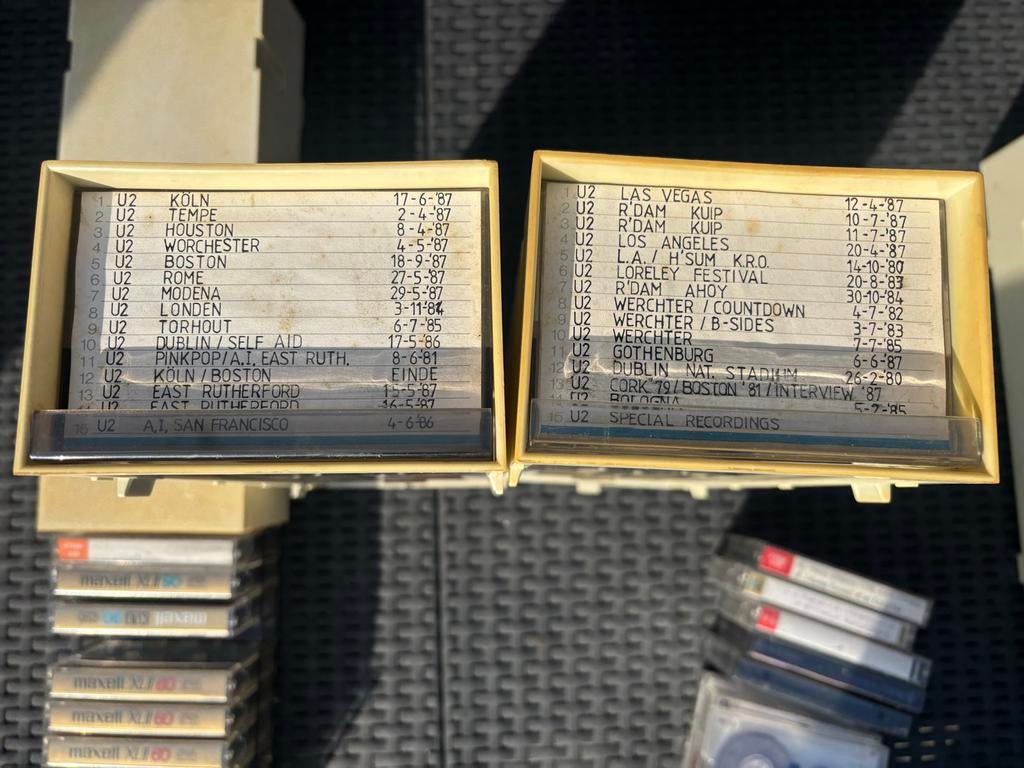 1 U2 KÖLN 17-6-'87
2 U2 TEMPE 2-4-'87
3 U2 HOUSTON 8-4-'87
4 U2 WORCHESTER 4-5-'87
5 U2 BOSTON 18-9-'87
6 U2 ROME 27-5-'87
7 U2 MODENA 29-5-'87
8 U2 LONDEN 3-11-'84
9 U2 TORHOUT 6-7-'85
10 U2 DUBLIN/SELF AID 17-5-'86
11 U2 PINKPOP/A.I. EAST RUTH. 8-6-'81
12 U2 KÖLN/BOSTON EINDE
13 U2 EAST RUTHERFORD 15-5-'87
14 U2 EAST RUTHERFORD 16-5-'87
15 U2 A,I, SAN FRANCISCO 4-6-'86
1 U2 LAS VEGAS 12-4-'87
2 U2 R'DAM KUIP 10-7-'87
3 U2 R'DAM KUIP 11-7-'87
4 U2 LOS ANGELES 20-4-'87
5 U2 L.A./H'SUM K.R.O. 14-10-'80
6 U2 LORELEY FESTIVAL 20-8-'83
7 U2 R'DAM AHOY 30-10-'84
8 U2 WERCHTER/COUNTDOWN 4-7-'82
9 U2 WERCHTER/B-SIDES 3-7-'83
10 U2 WERCHTER 7-7-'85
11 U2 GOTHENBURG 6-6-'87
12 U2 DUBLIN NAT. STADIUM 26-2-'80
13 U2 CORK '79/BOSTON '81/INTERVIEW '87
14 U2 BOLOGNA 5-2-'85
15 U2 SPECIAL RECORDINGS
maxell XLII 90
maxell XLII 90
maxell XLII 60
maxell XLII 60
maxell XLII 60